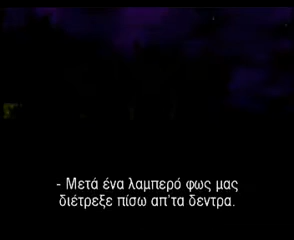 - Μετά ένα λαμπερό φως μας
διέτρεξε πίσω απ'τα δεντρα.